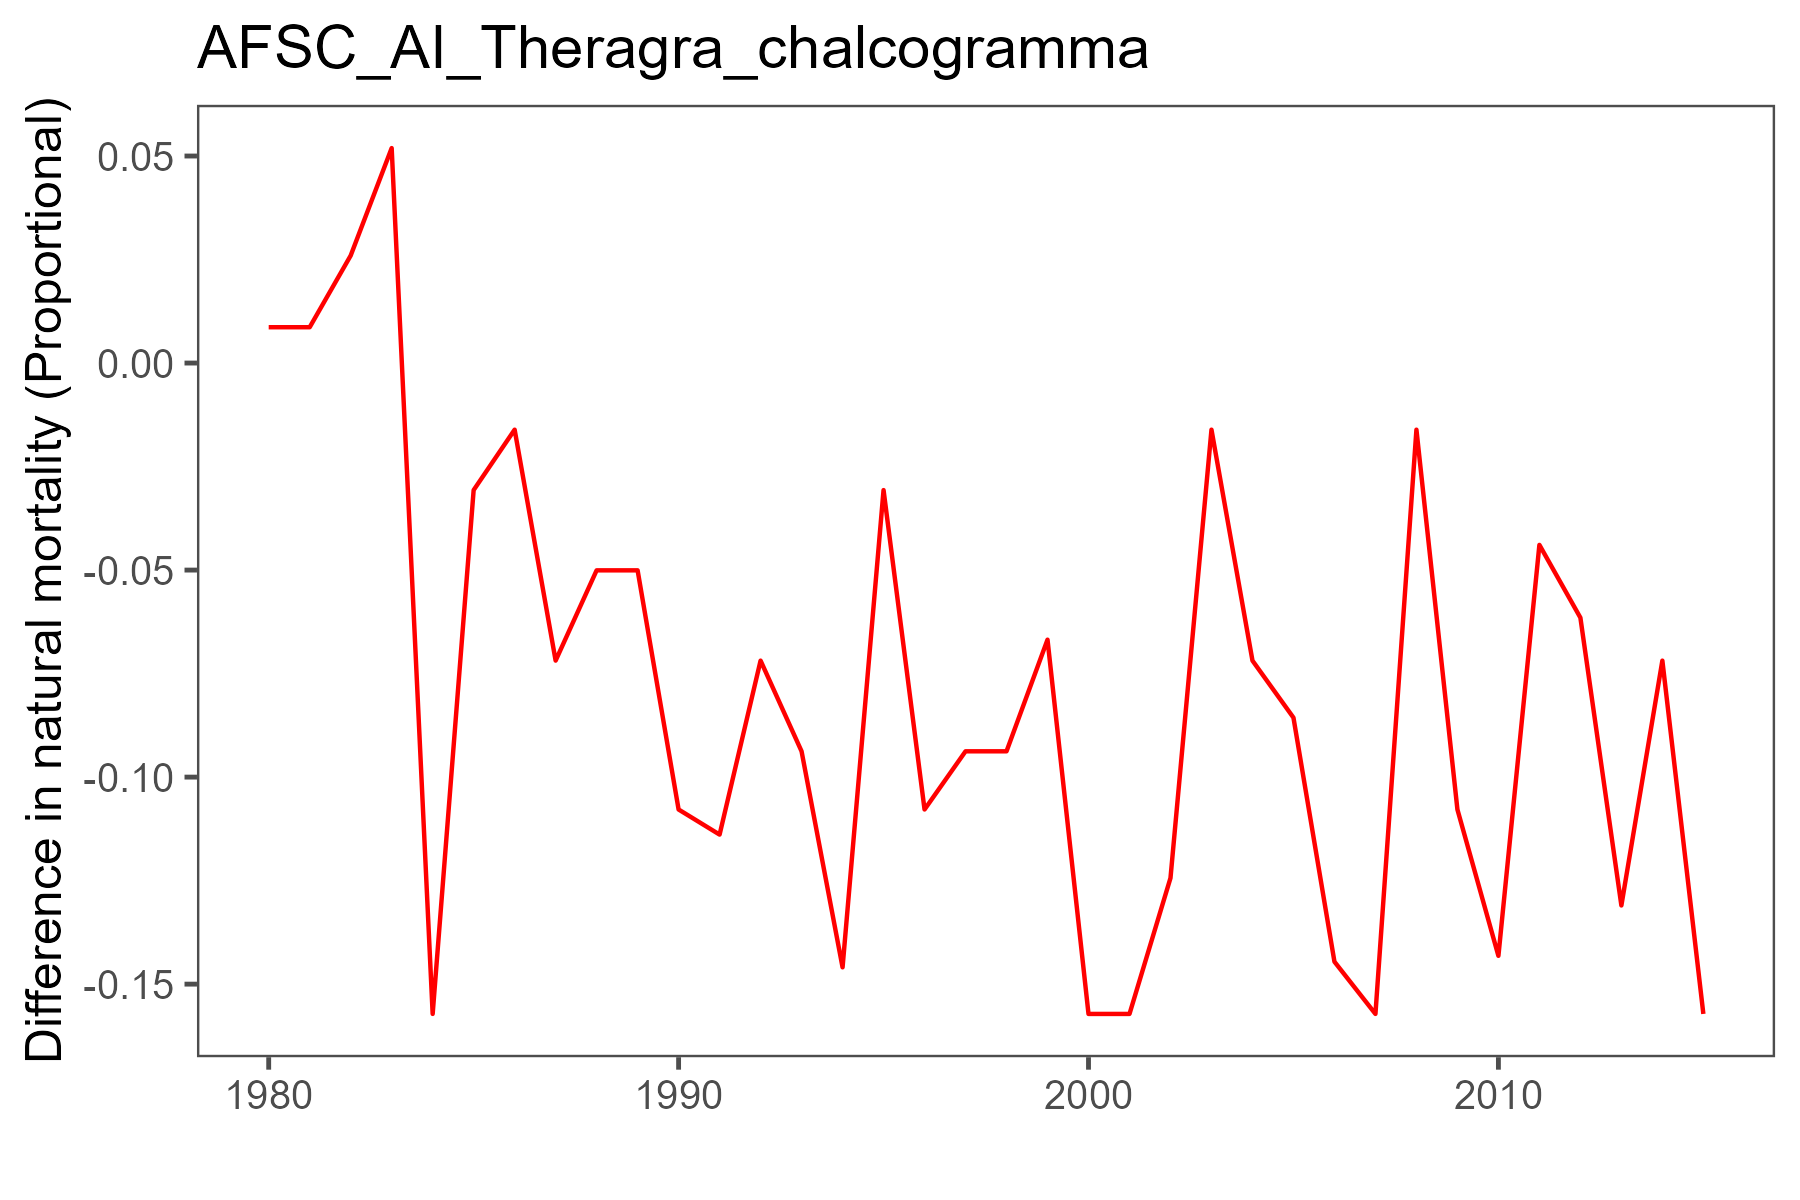 AFSC_AI_Theragra_chalcogramma
Difference in natural mortality (Proportional)
0.05
0.00
-0.05
-0.10
-0.15
1980 1990 2000 2010